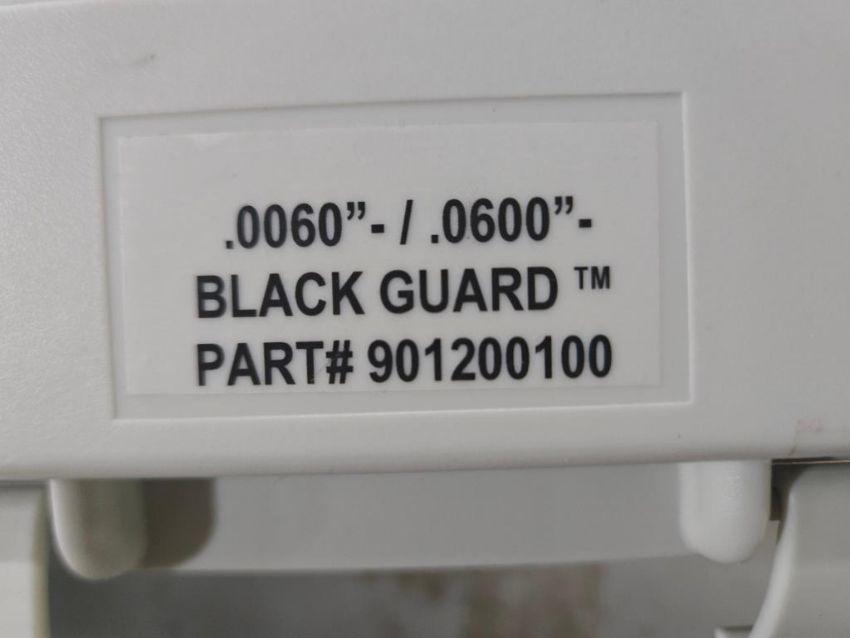 .0060”- / .0600”-
BLACK GUARD ™
PART# 901200100